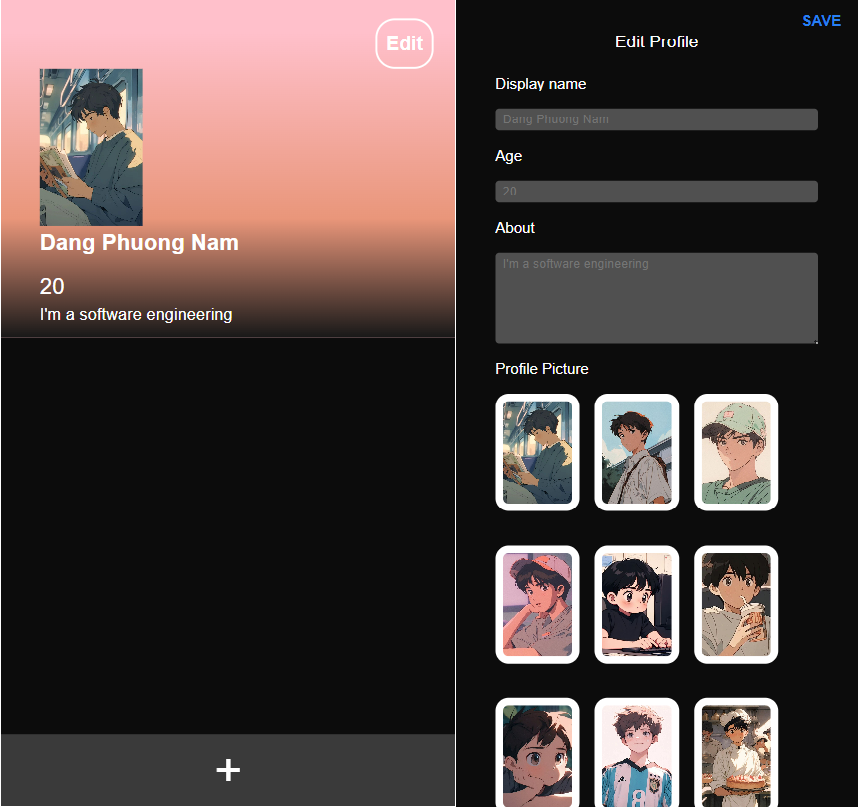 Edit
Dang Phuong Nam
20
I'm a software engineering
+
SAVE
Edit Profile
Display name
Dang Phuong Nam
Age
20
About
I'm a software engineering
Profile Picture
8